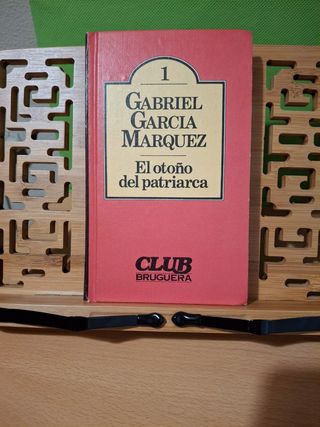 1
GABRIEL
GARCIA
MARQUEZ
El otoño
del patriarca
CLUB
BRUGUERA